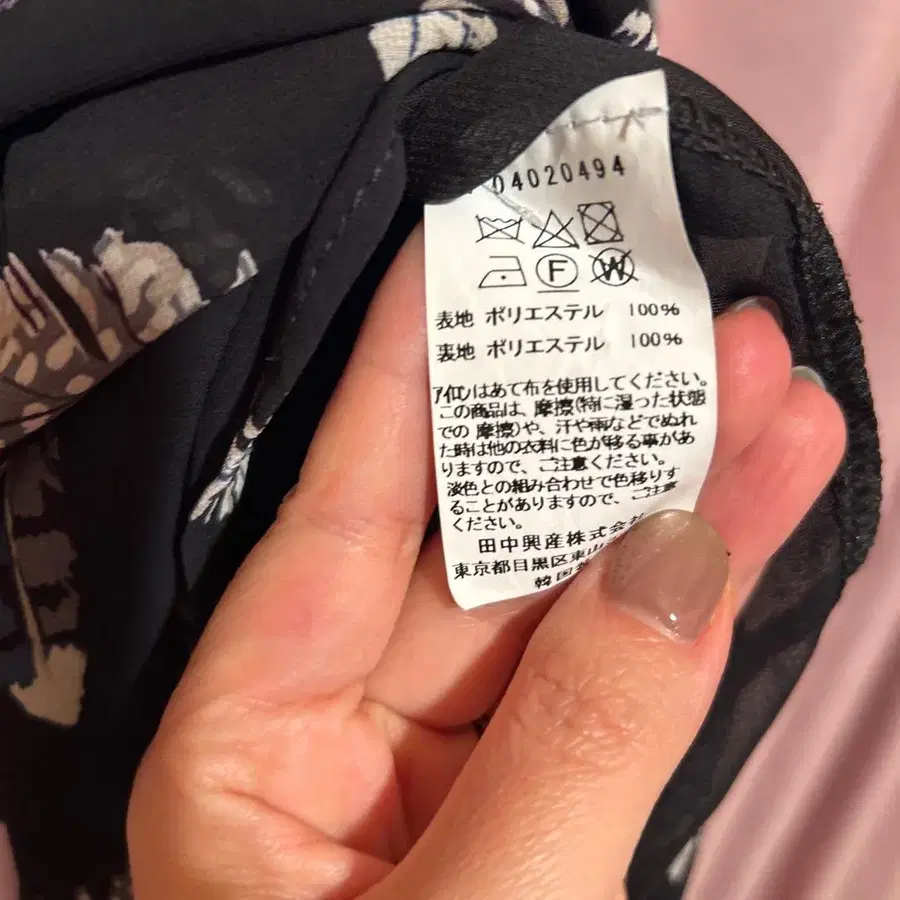 04020494
F W
表地 ポリエステル 100%
裏地 ポリエステル 100%
アイロンはあて布を使用してください。
この商品は、摩擦(特に湿った状態
での 摩擦)や、汗や雨などでぬれ
た時は他の衣料に色が移る事があ
りますので、ご注意ください。
淡色との組み合わせで色移りす
ることがありますので、ご注意
ください。
田中興産株式会
東京都目黒区東山
韓国